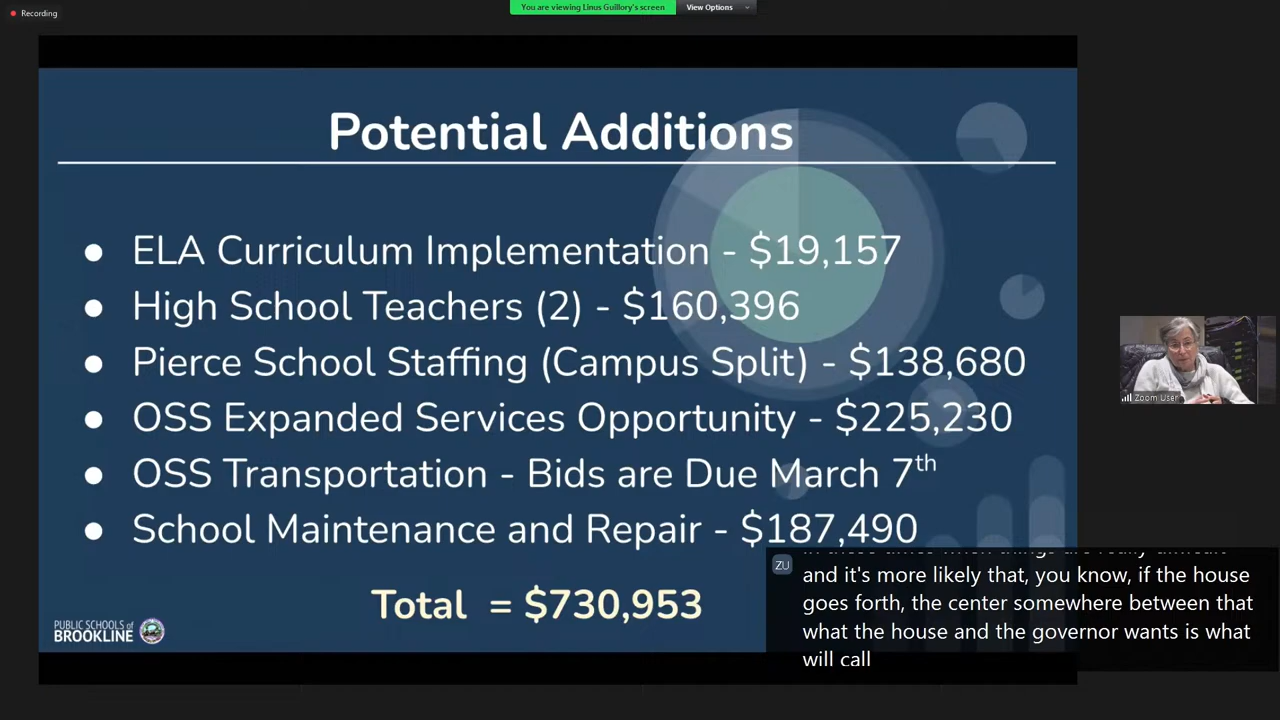 Recording
You are viewing Linus Guillory's screen
View Options
Potential Additions
● ELA Curriculum Implementation - $19,157
● High School Teachers (2) - $160,396
● Pierce School Staffing (Campus Split) - $138,680
● OSS Expanded Services Opportunity - $225,230
● OSS Transportation - Bids are Due March 7th
● School Maintenance and Repair - $187,490
Total = $730,953
PUBLIC SCHOOLS of
BROOKLINE
Zoom User
ZU
and it's more likely that, you know, if the house
goes forth, the center somewhere between that
what the house and the governor wants is what
will call